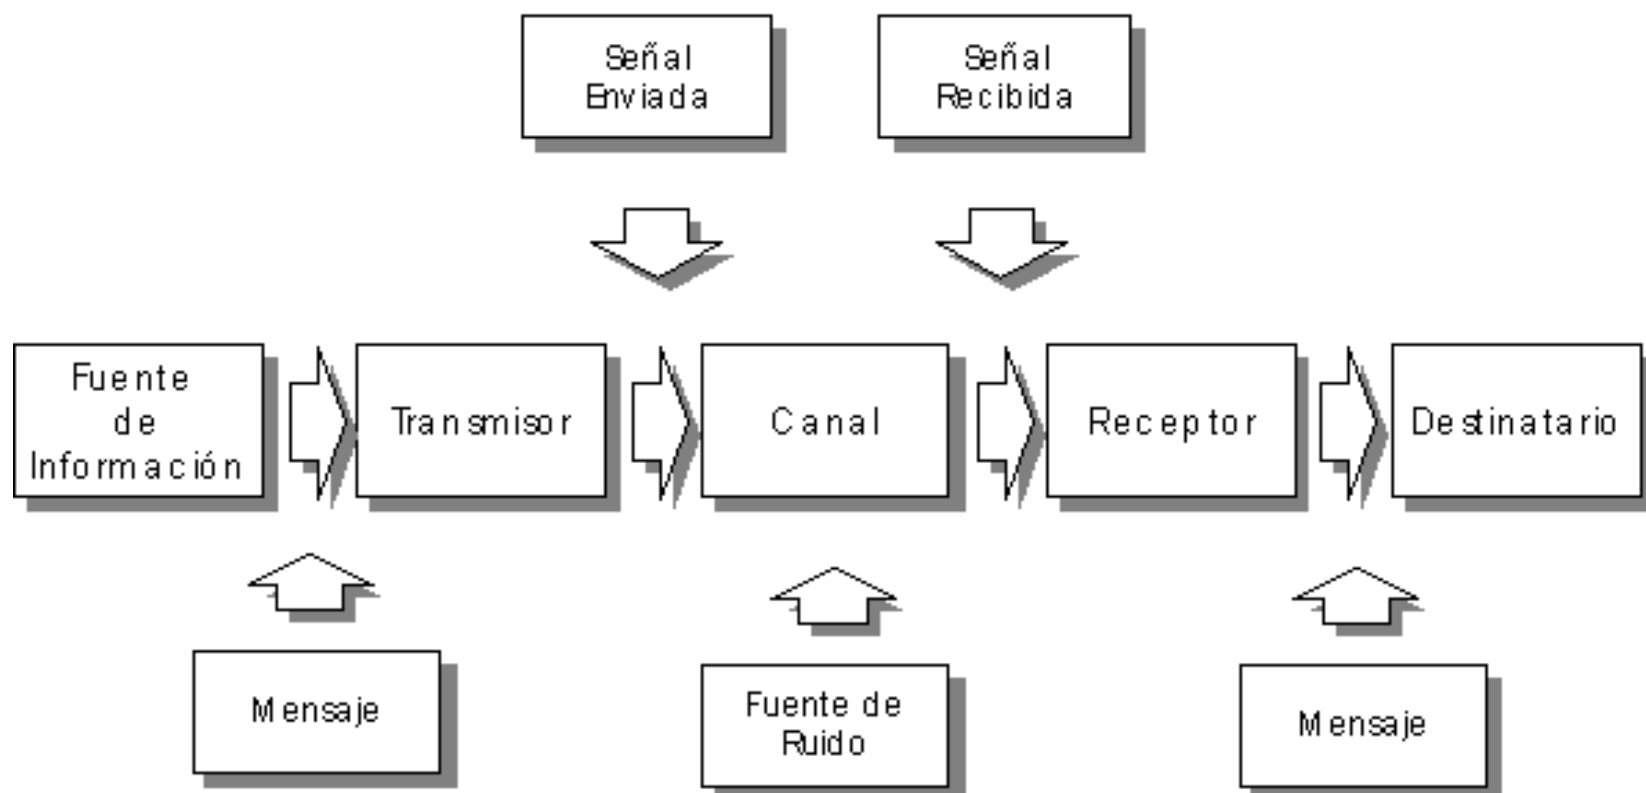 Señal
Enviada
Señal
Recibida
Fuente
de
Información
Transmisor
Canal
Receptor
Destinatario
Mensaje
Fuente de
Ruido
Mensaje